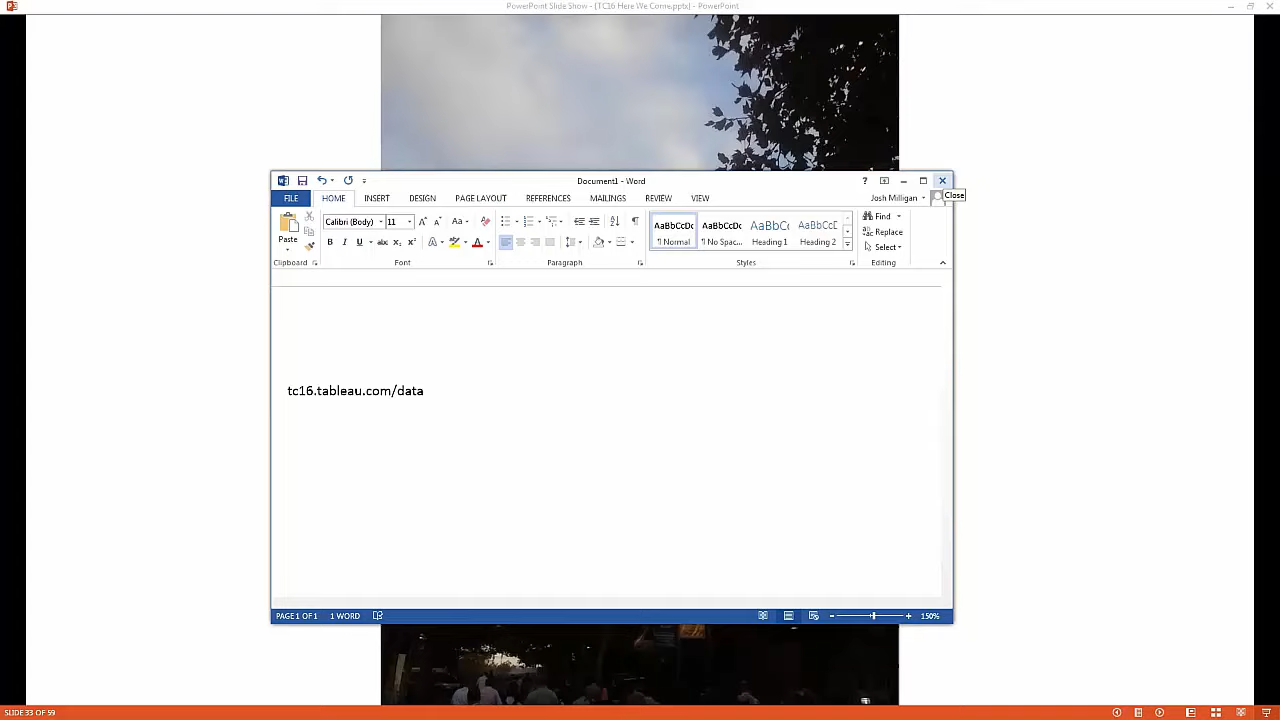 PowerPoint Slide Show - [TC16 Here We Come.pptx] - PowerPoint
Document1 - Word
Close
FILE HOME INSERT DESIGN PAGE LAYOUT REFERENCES MAILINGS REVIEW VIEW Josh Milligan
Paste
Calibri (Body) 11
AaBbCcDc AaBbCcDc AaBbCc AaBbCcD
¶ Normal ¶ No Spac... Heading 1 Heading 2
Find
Replace
Select
Clipboard Font Paragraph Styles Editing
tc16.tableau.com/data
PAGE 1 OF 1 1 WORD 150%
SLIDE 33 OF 59